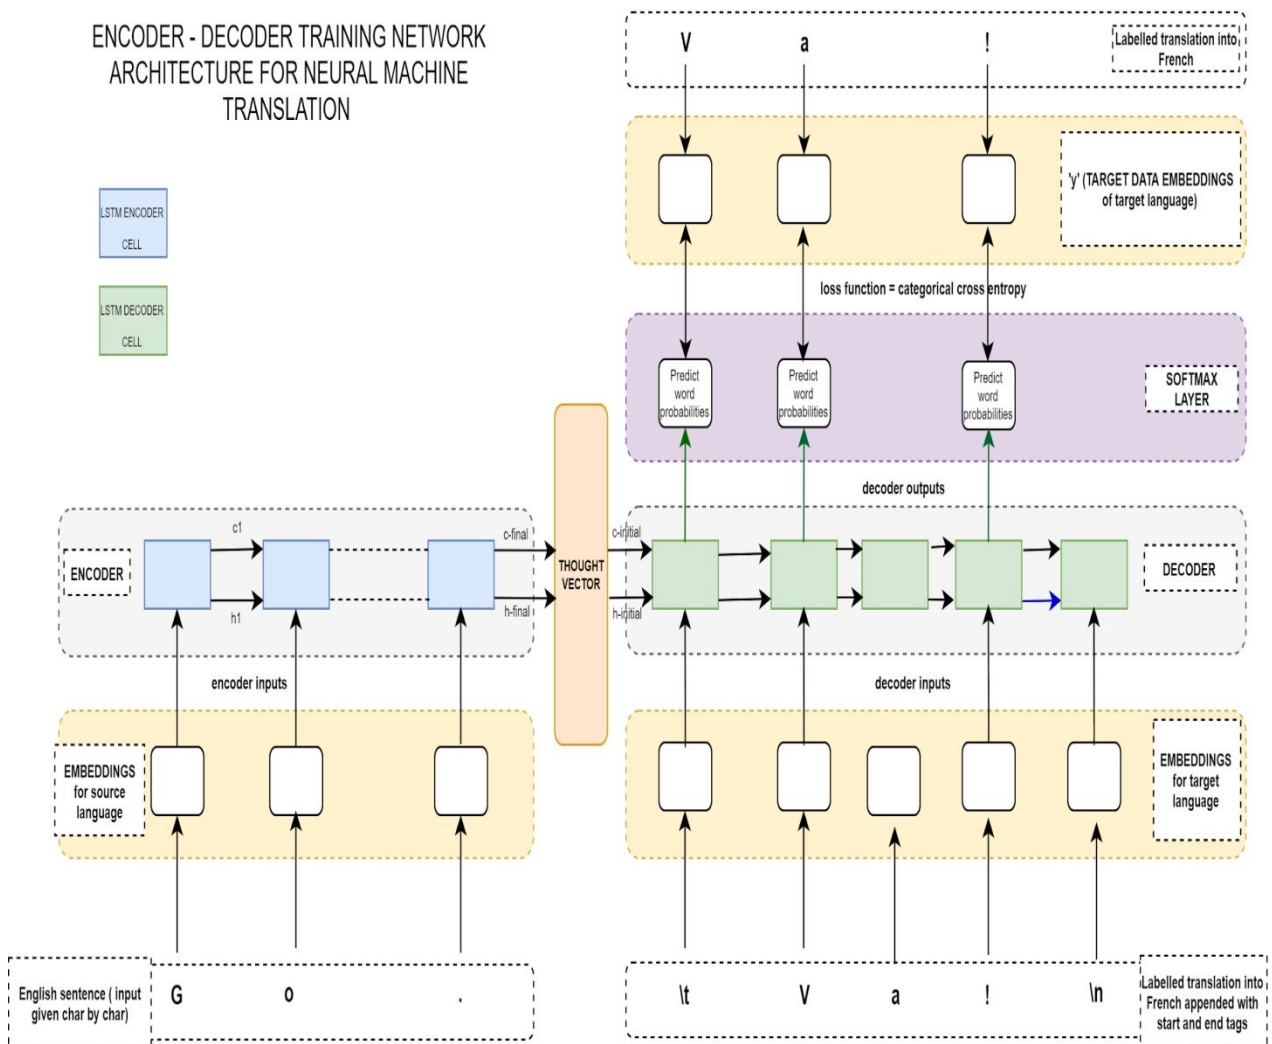 ENCODER - DECODER TRAINING NETWORK
ARCHITECTURE FOR NEURAL MACHINE
TRANSLATION
V a !
Labelled translation into
French
LSTM ENCODER
CELL
'y' (TARGET DATA EMBEDDINGS
of target language)
LSTM DECODER
CELL
loss function = categorical cross entropy
Predict
word
probabilities
Predict
word
probabilities
Predict
word
probabilities
SOFTMAX
LAYER
decoder outputs
ENCODER
c1
h1
c-final
h-final
THOUGHT
VECTOR
c-initial
h-initial
DECODER
encoder inputs
decoder inputs
EMBEDDINGS
for source
language
EMBEDDINGS
for target
language
English sentence ( input
given char by char)
G o .
\t V a ! \n
Labelled translation into
French appended with
start and end tags